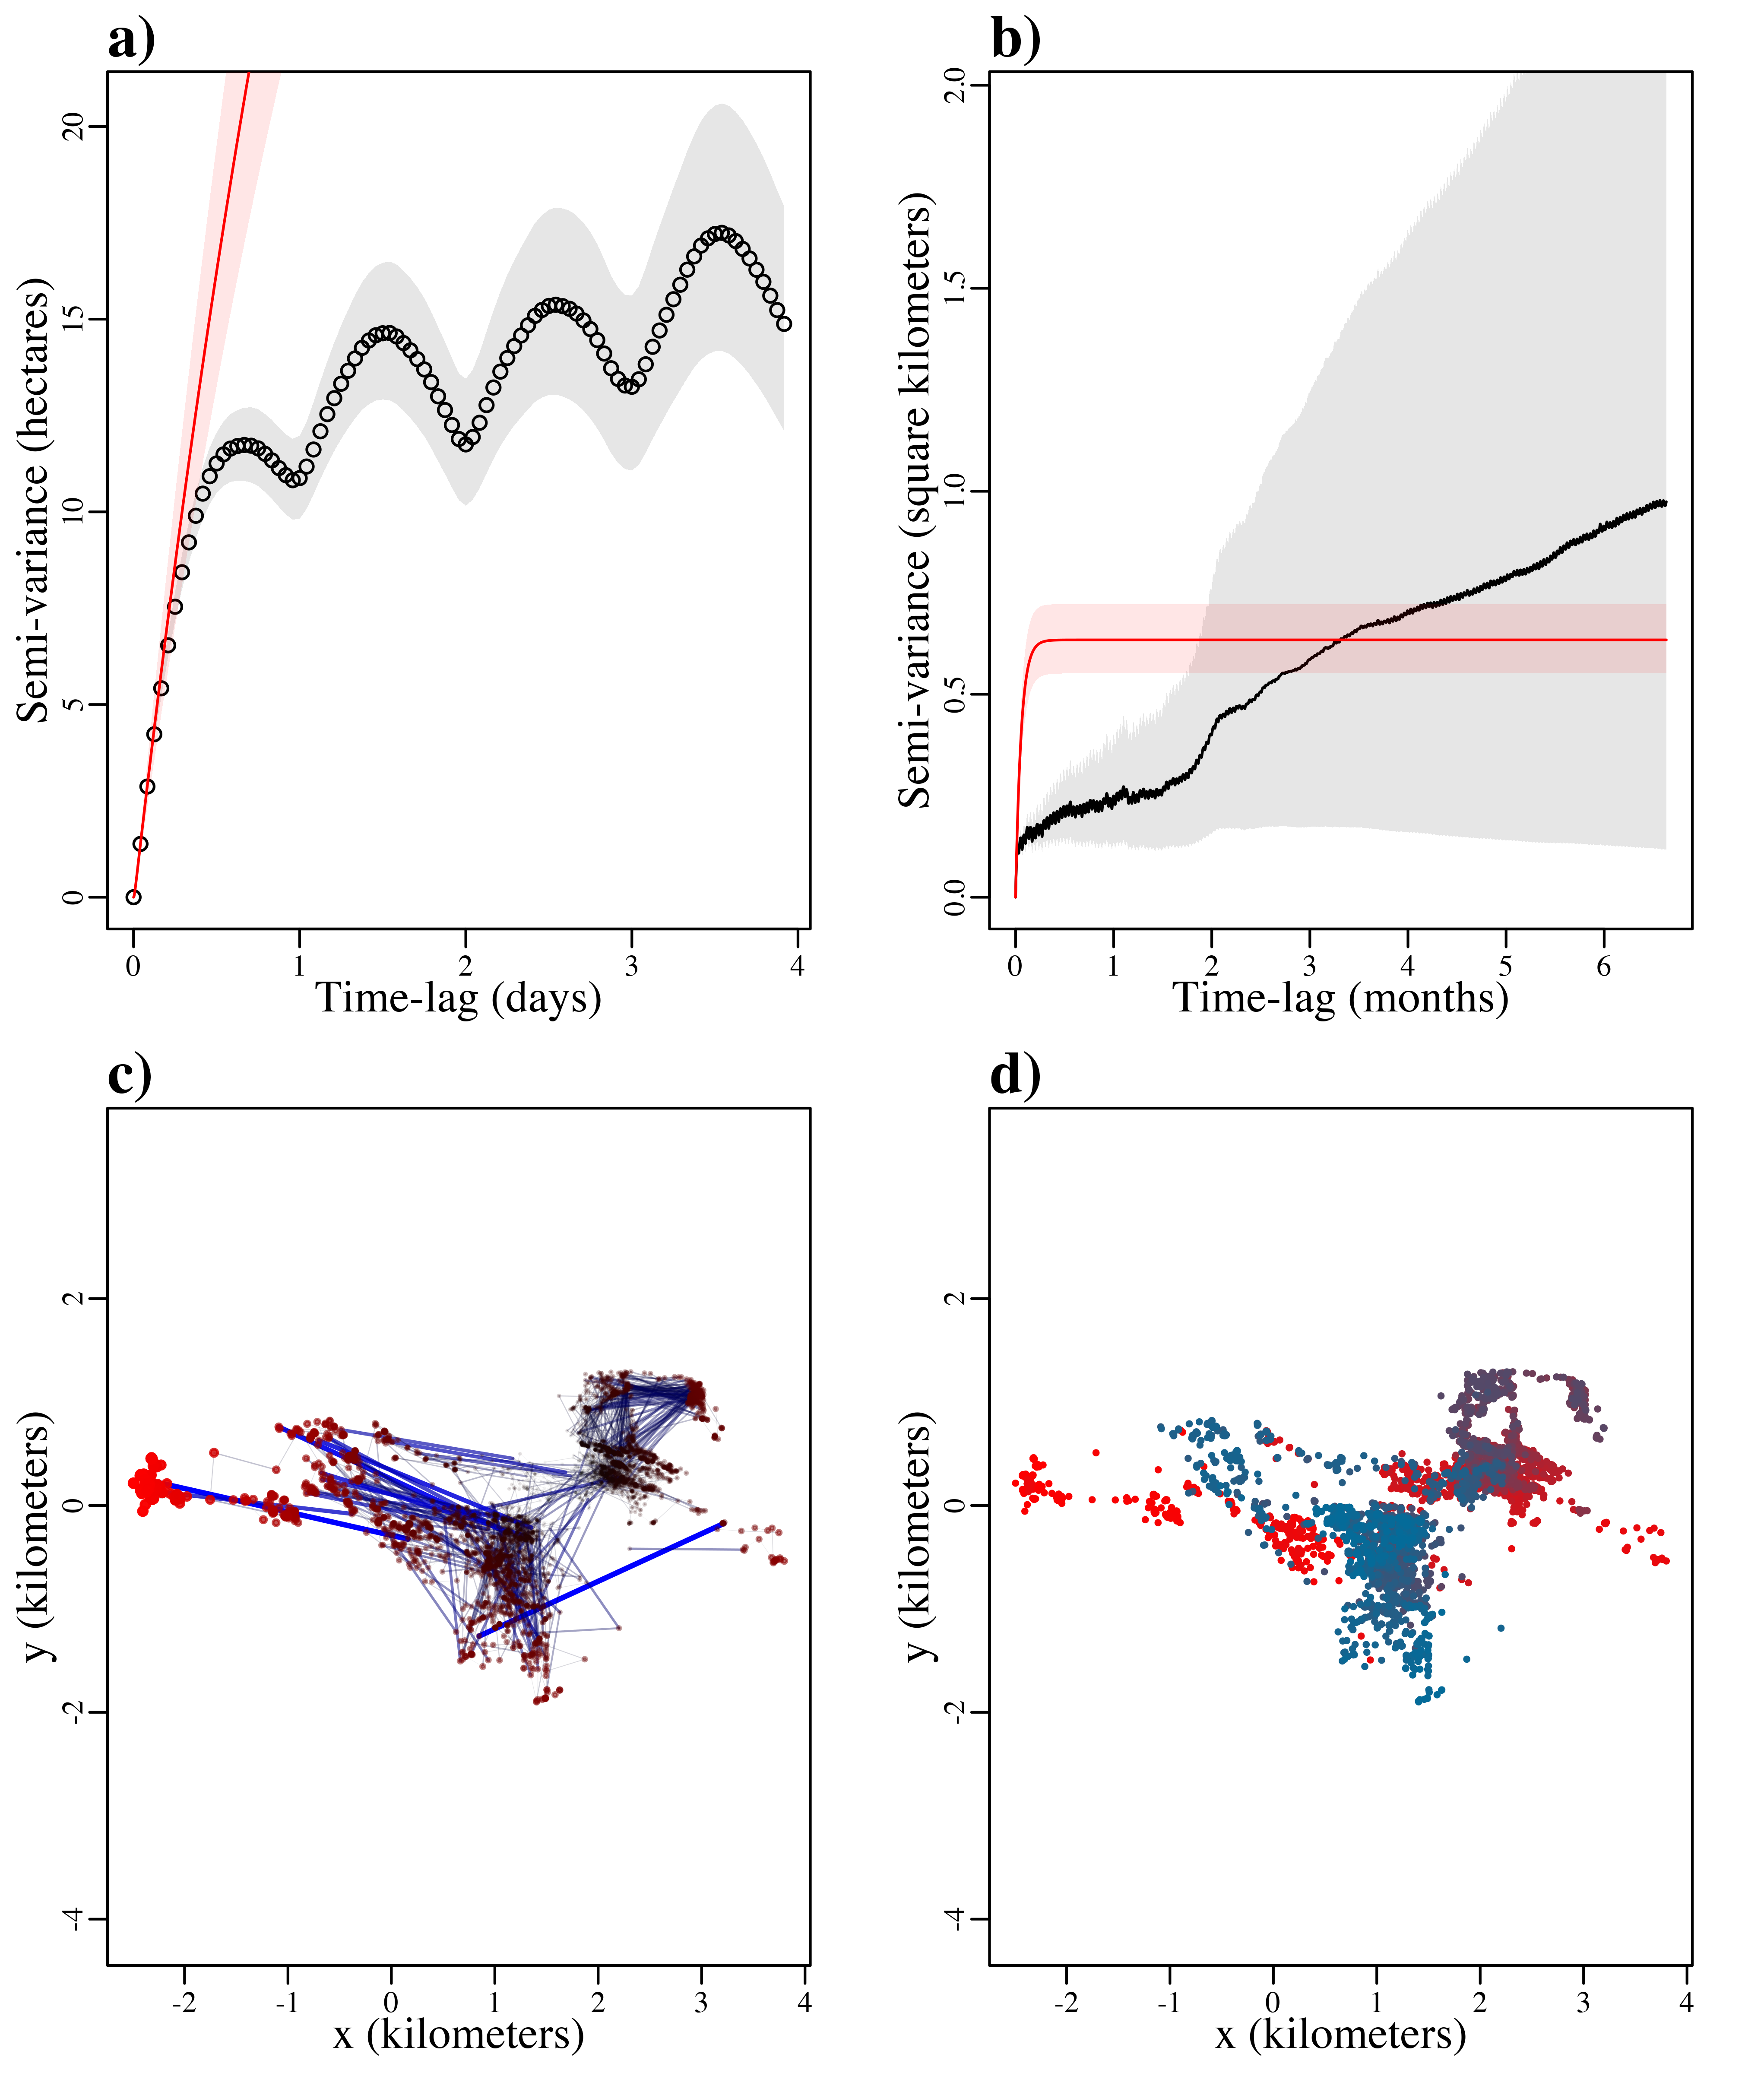 a)
Semi-variance (hectares)
20
15
10
5
0
0 1 2 3 4
Time-lag (days)
b)
Semi-variance (square kilometers)
2.0
1.5
1.0
0.5
0.0
0 1 2 3 4 5 6
Time-lag (months)
c)
y (kilometers)
2
0
-2
-4
-2 -1 0 1 2 3 4
x (kilometers)
d)
y (kilometers)
2
0
-2
-4
-2 -1 0 1 2 3 4
x (kilometers)